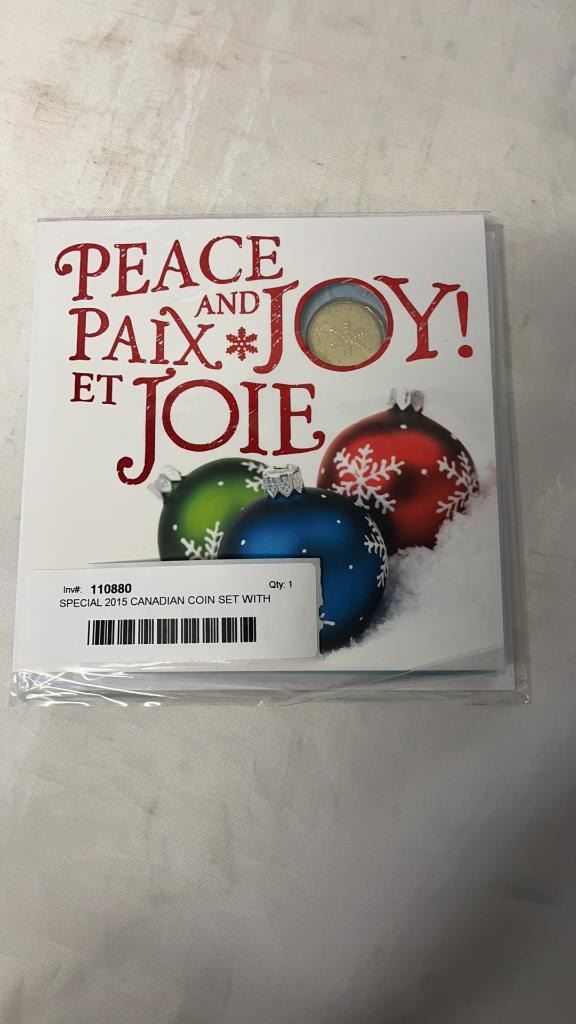 PEACE
AND JOY!
PAIX
ET JOIE
Inv#: 110880 Qty: 1
SPECIAL 2015 CANADIAN COIN SET WITH